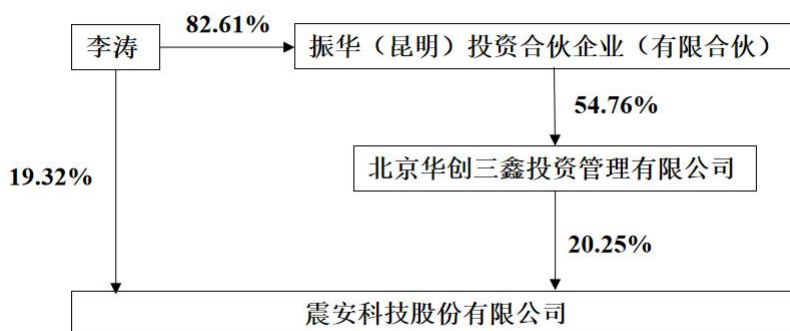 李涛
82.61%
振华（昆明）投资合伙企业（有限合伙）
54.76%
北京华创三鑫投资管理有限公司
19.32%
20.25%
震安科技股份有限公司